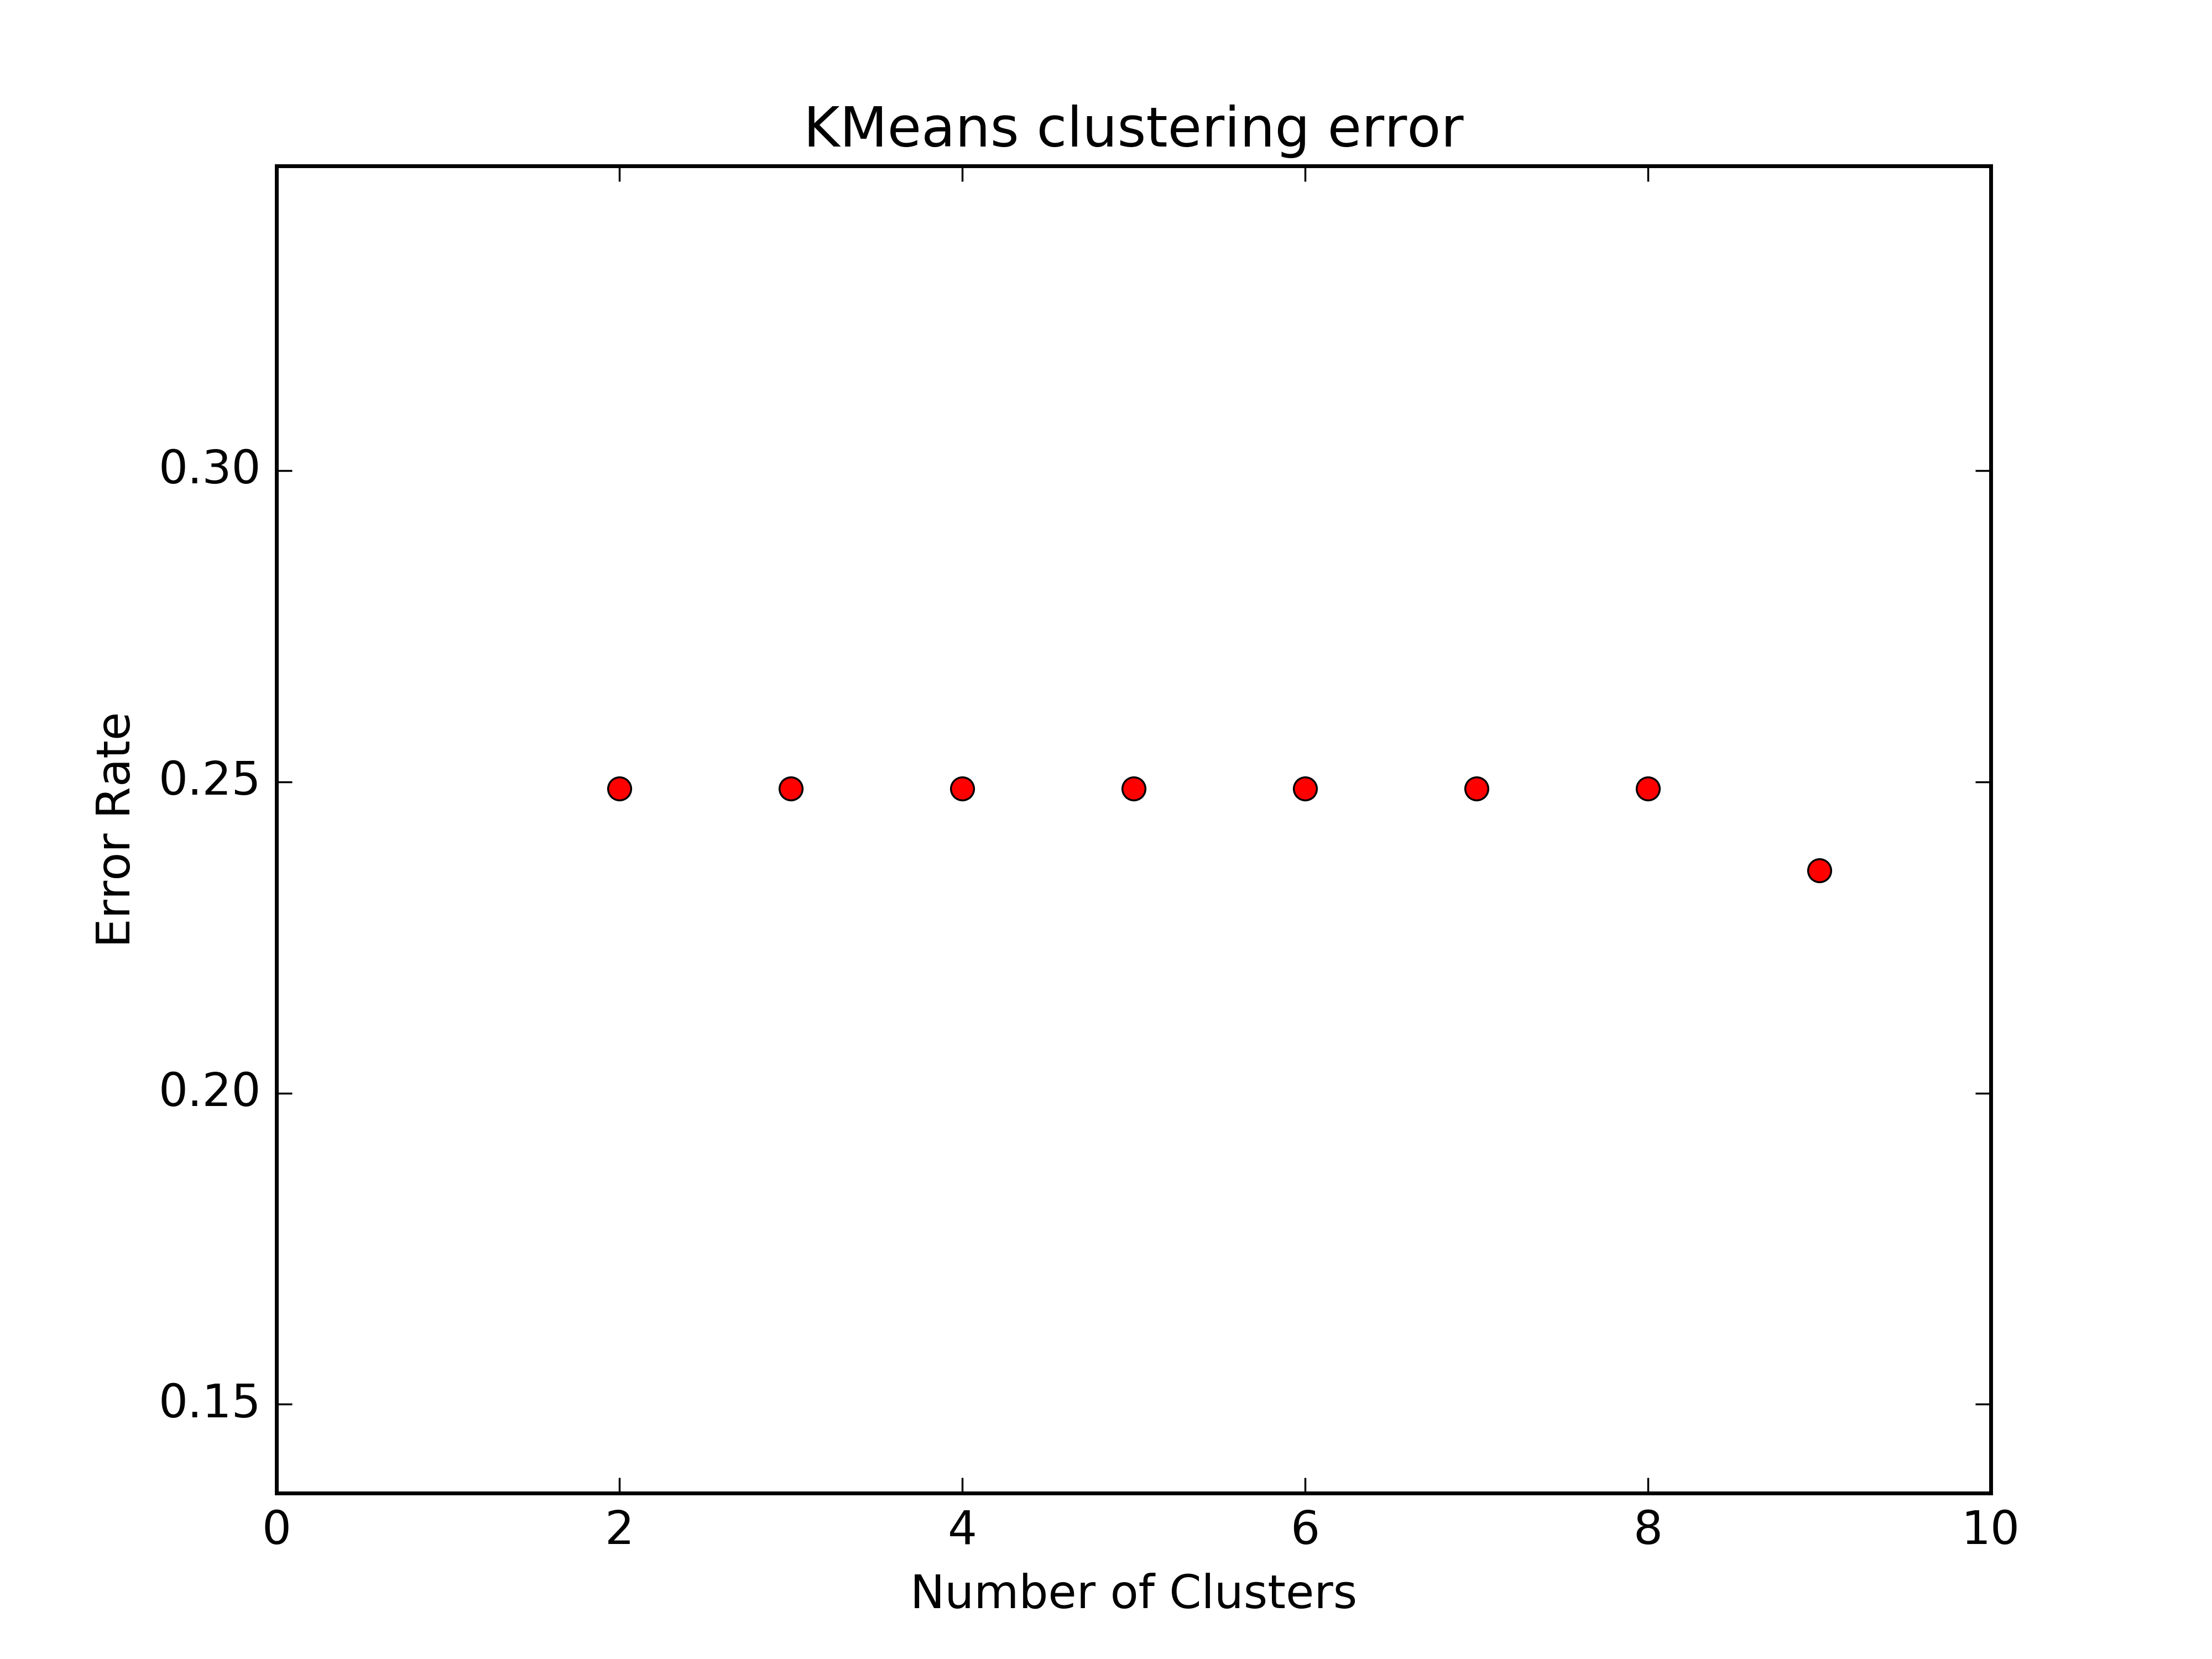 KMeans clustering error
0.30
0.25
0.20
0.15
Error Rate
0 2 4 6 8 10
Number of Clusters